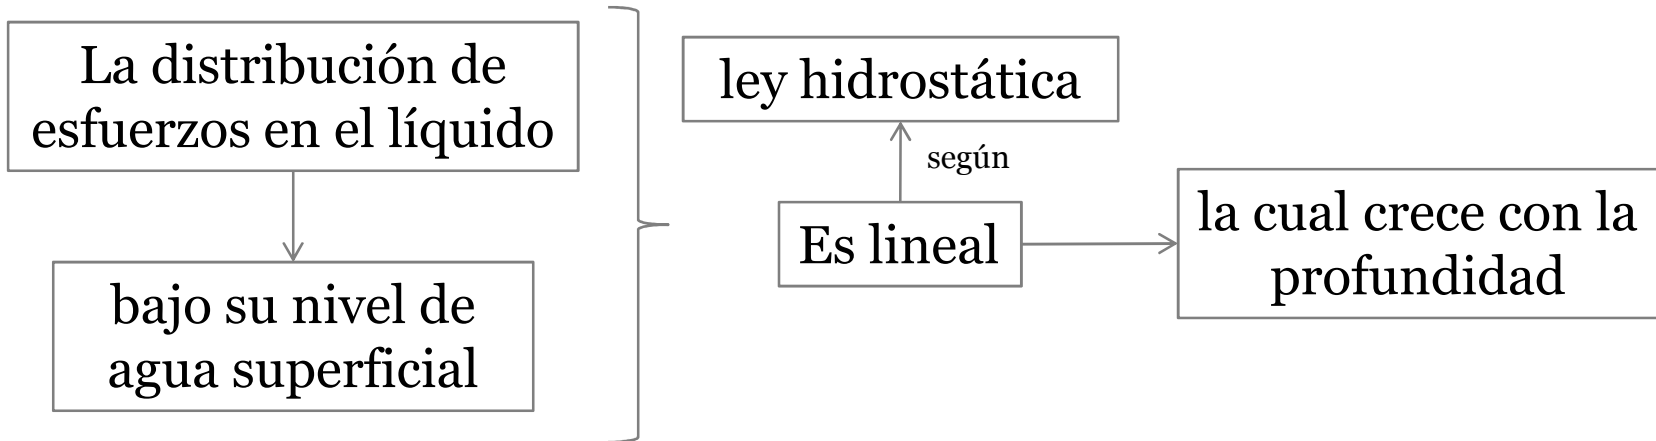 La distribución de
esfuerzos en el líquido
bajo su nivel de
agua superficial
ley hidrostática
según
Es lineal
la cual crece con la
profundidad